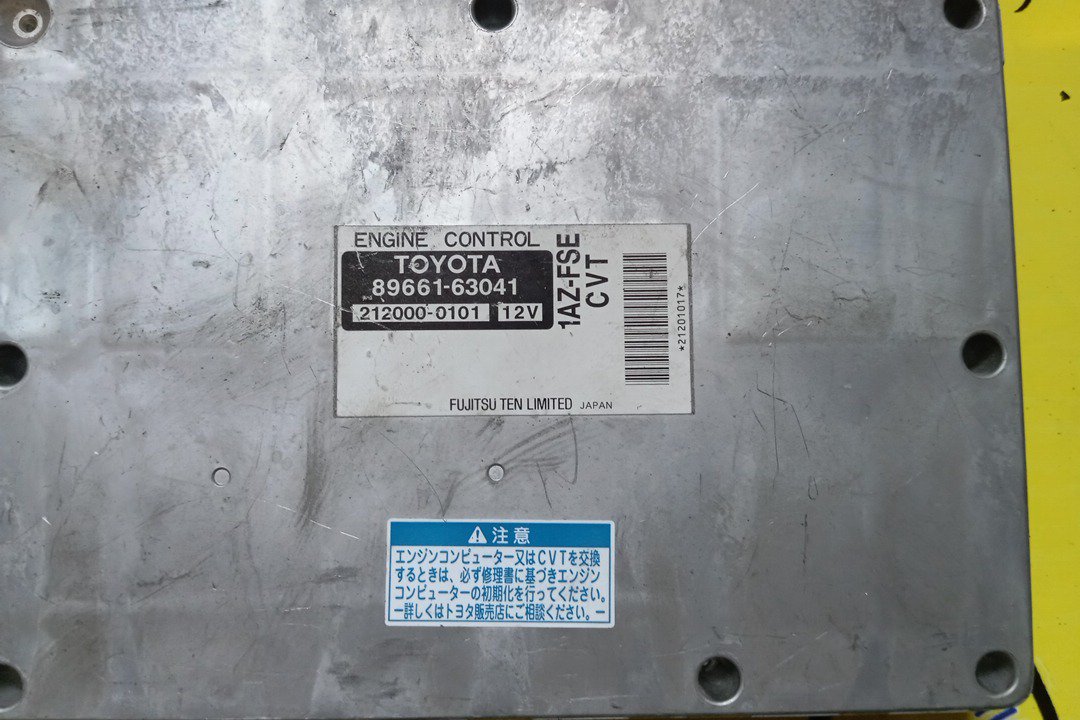 ENGINE CONTROL
TOYOTA
89661-63041
212000-0101 12V
1AZ-FSE
CVT
*21201017*
FUJITSU TEN LIMITED JAPAN
注意
エンジンコンピューター又はCVTを交換
するときは、必ず修理書に基づきエンジン
コンピューターの初期化を行ってください。
ー詳しくはトヨタ販売店にご相談ください。ー